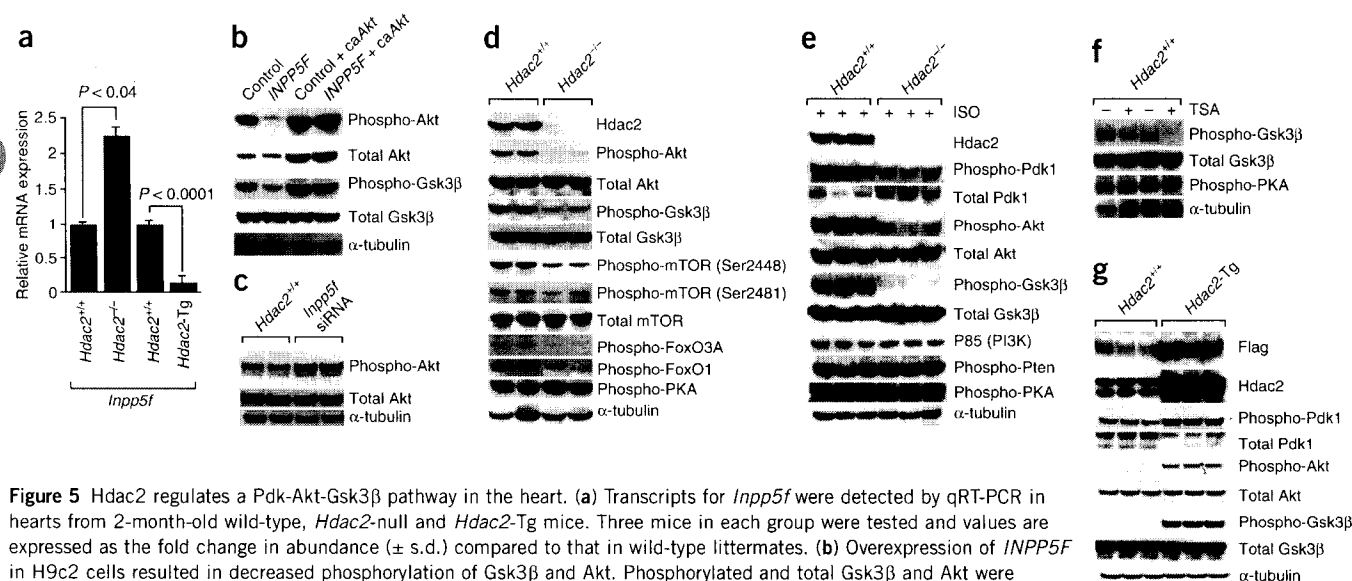 a
P < 0.04
P < 0.0001
Relative mRNA expression
2.5
2
1.5
1
0.5
0
Hdac2+/+
Hdac2–/–
Hdac2+/+
Hdac2-Tg
Inpp5f
b
Control
INPP5F
Control + caAkt
INPP5F + caAkt
Phospho-Akt
Total Akt
Phospho-Gsk3β
Total Gsk3β
α-tubulin
c
Hdac2+/+
Inpp5f siRNA
Phospho-Akt
Total Akt
α-tubulin
d
Hdac2+/+
Hdac2–/–
Hdac2
Phospho-Akt
Total Akt
Phospho-Gsk3β
Total Gsk3β
Phospho-mTOR (Ser2448)
Phospho-mTOR (Ser2481)
Total mTOR
Phospho-FoxO3A
Phospho-FoxO1
Phospho-PKA
α-tubulin
e
Hdac2+/+
Hdac2–/–
+ + + + + + ISO
Hdac2
Phospho-Pdk1
Total Pdk1
Phospho-Akt
Total Akt
Phospho-Gsk3β
Total Gsk3β
P85 (PI3K)
Phospho-Pten
Phospho-PKA
α-tubulin
f
Hdac2+/+
– + – + TSA
Phospho-Gsk3β
Total Gsk3β
Phospho-PKA
α-tubulin
g
Hdac2+/+
Hdac2-Tg
Flag
Hdac2
Phospho-Pdk1
Total Pdk1
Phospho-Akt
Total Akt
Phospho-Gsk3β
Total Gsk3β
α-tubulin
Figure 5 Hdac2 regulates a Pdk-Akt-Gsk3β pathway in the heart. (a) Transcripts for Inpp5f were detected by qRT-PCR in
hearts from 2-month-old wild-type, Hdac2-null and Hdac2-Tg mice. Three mice in each group were tested and values are
expressed as the fold change in abundance (± s.d.) compared to that in wild-type littermates. (b) Overexpression of INPP5F
in H9c2 cells resulted in decreased phosphorylation of Gsk3β and Akt. Phosphorylated and total Gsk3β and Akt were